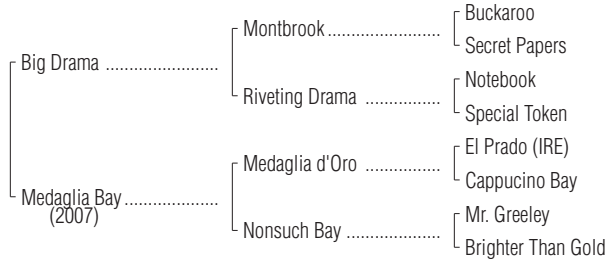 Buckaroo
Montbrook..................
Secret Papers
Big Drama ........................
Notebook
Riveting Drama ................
Special Token
El Prado (IRE)
Medaglia d'Oro ................
Cappucino Bay
Medaglia Bay....................
(2007)
Mr. Greeley
Nonsuch Bay ....................
Brighter Than Gold